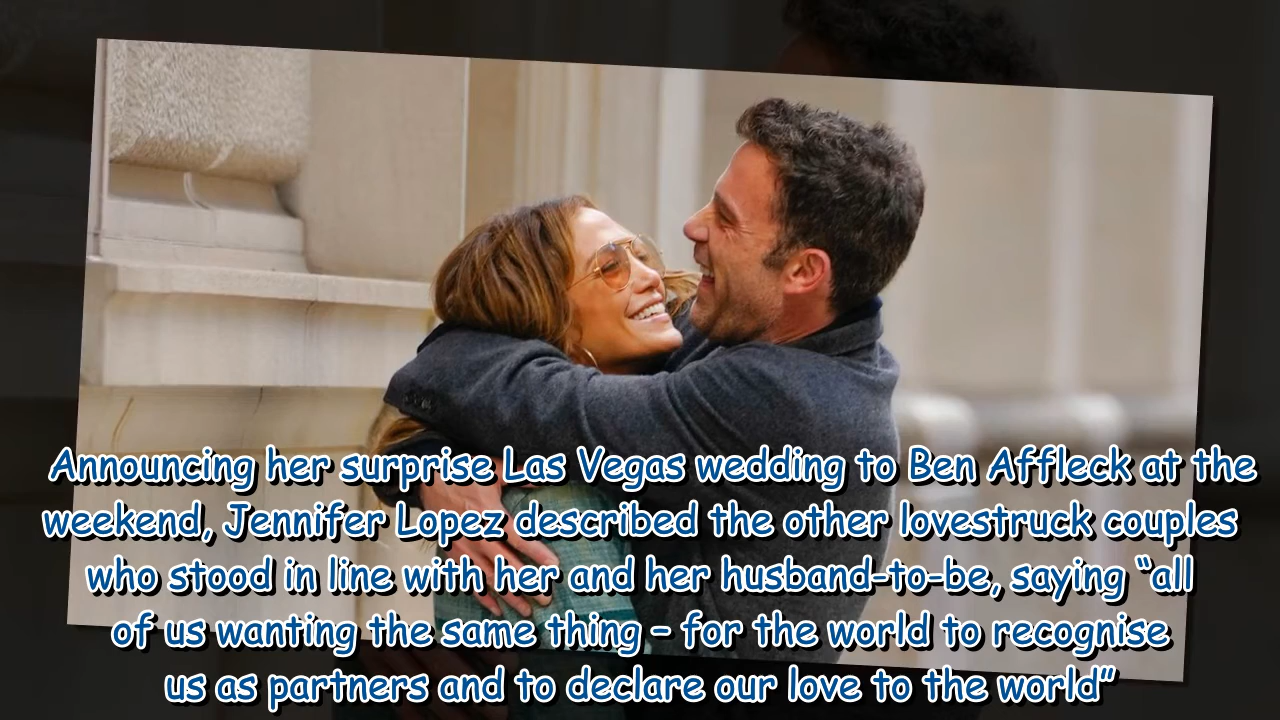 Announcing her surprise Las Vegas wedding to Ben Affleck at the
weekend, Jennifer Lopez described the other lovestruck couples
who stood in line with her and her husband-to-be, saying “all
of us wanting the same thing – for the world to recognise
us as partners and to declare our love to the world”